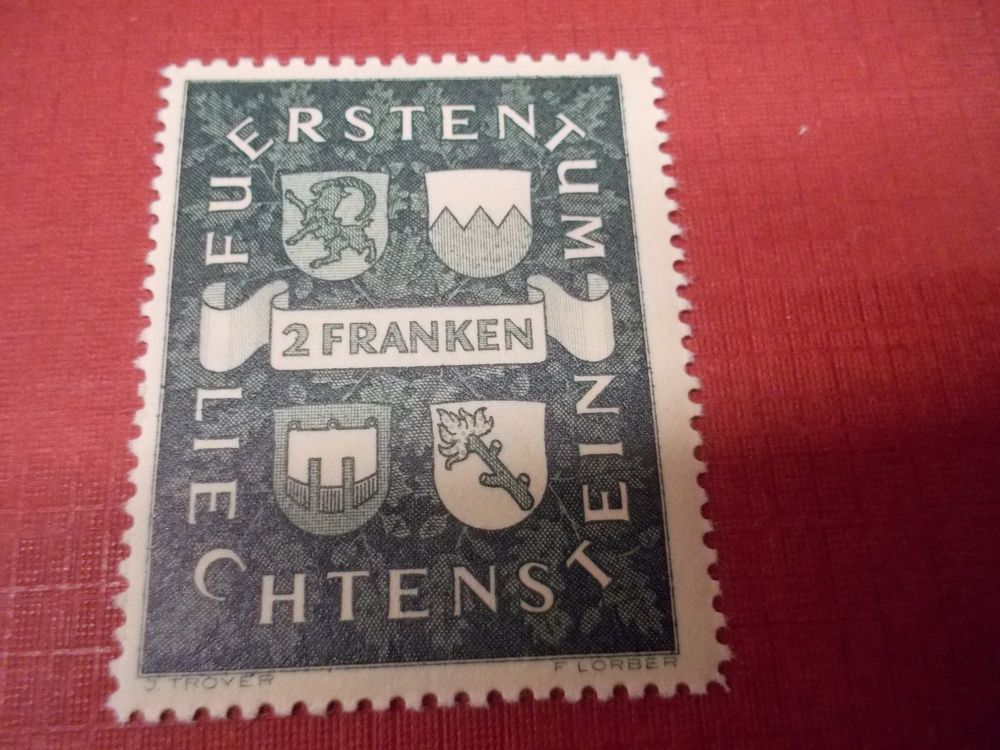 FUERSTENTUM
2 FRANKEN
LIECHTENSTEIN
J. TROYER
F. LORBER